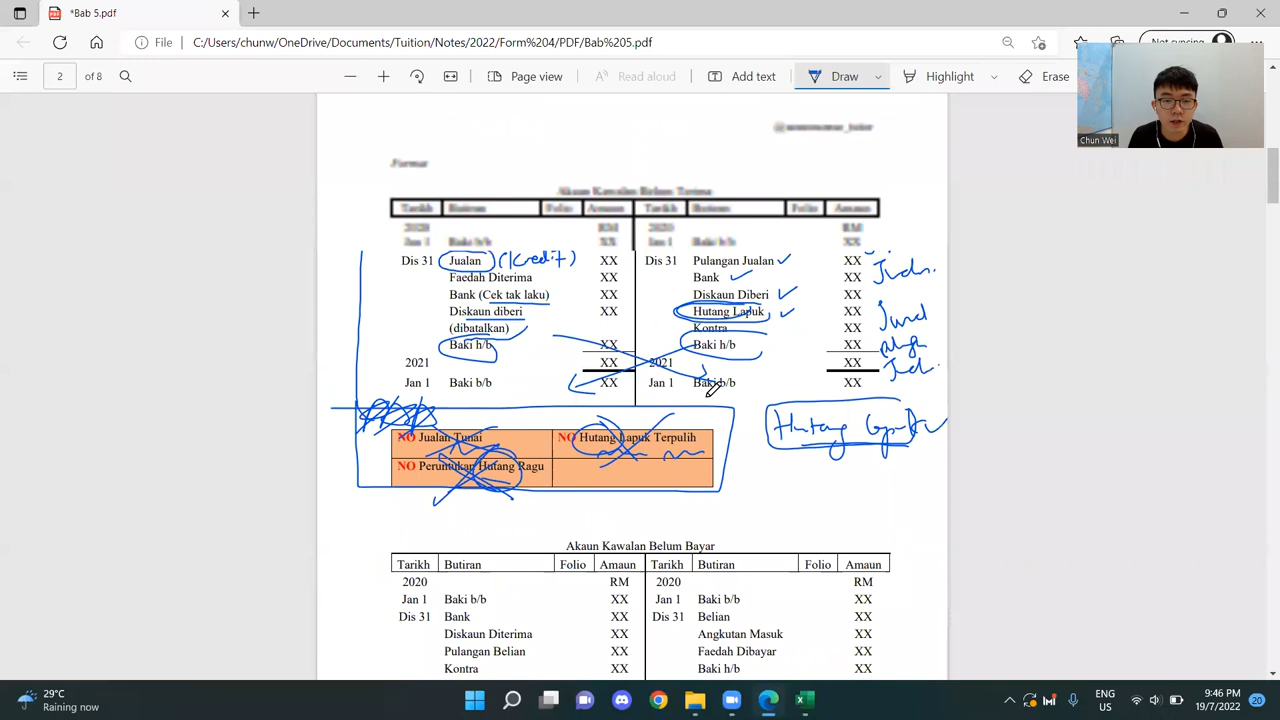 *Bab 5.pdf
File C:/Users/chunw/OneDrive/Documents/Tuition/Notes/2022/Form%204/PDF/Bab%205.pdf
2 of 8 Page view Read aloud Add text Draw Highlight Erase
Chun Wei
Dis 31 Jualan (Kredit) XX Dis 31 Pulangan Jualan XX
Faedah Diterima XX Bank XX
Bank (Cek tak laku) XX Diskaun Diberi XX
Diskaun diberi XX Hutang Lapuk XX
(dibatalkan) Kontra XX
Baki h/b XX Baki h/b XX
2021 XX 2021 XX
Jan 1 Baki b/b XX Jan 1 Baki b/b XX
Hutang
NO Jualan Tunai NO Hutang Lapuk Terpulih
NO Peruntukan Hutang Ragu
Akaun Kawalan Belum Bayar
Tarikh Butiran Folio Amaun Tarikh Butiran Folio Amaun
2020 RM 2020 RM
Jan 1 Baki b/b XX Jan 1 Baki b/b XX
Dis 31 Bank XX Dis 31 Belian XX
Diskaun Diterima XX Angkutan Masuk XX
Pulangan Belian XX Faedah Dibayar XX
Kontra XX Baki h/b XX
29°C
Raining now
ENG
US
9:46 PM
19/7/2022
20